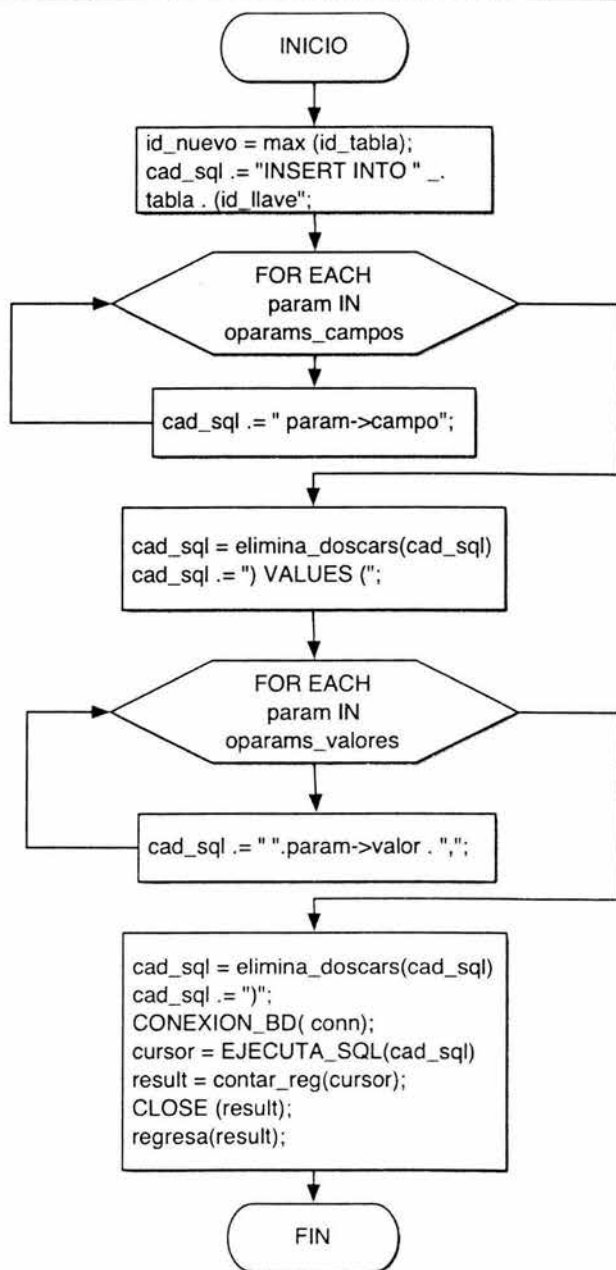 INICIO
id_nuevo = max (id_tabla);
cad_sql .= "INSERT INTO " _.
tabla . (id_llave";
FOR EACH
param IN
oparams_campos
cad_sql .= " param->campo";
cad_sql = elimina_doscars(cad_sql)
cad_sql .=") VALUES (";
FOR EACH
param IN
oparams_valores
cad_sql .= " ".param->valor . ",";
cad_sql = elimina_doscars(cad_sql)
cad_sql .= ")";
CONEXION_BD( conn);
cursor = EJECUTA_SQL(cad_sql)
result = contar_reg(cursor);
CLOSE (result);
regresa(result);
FIN